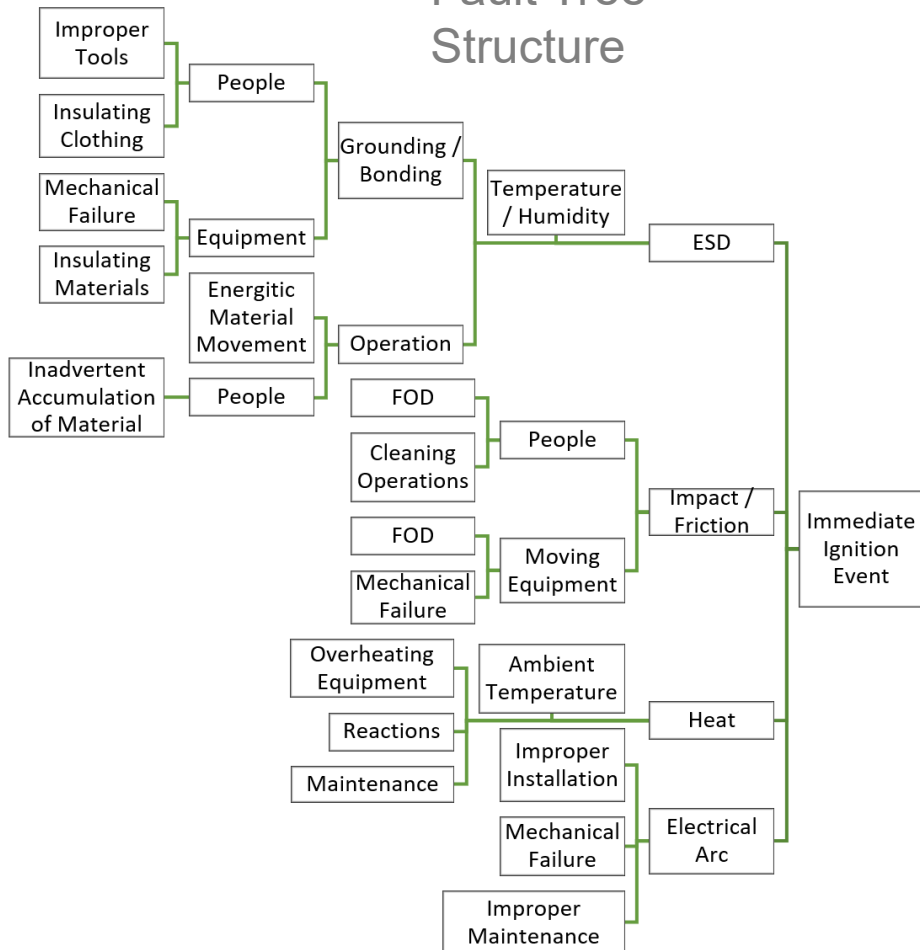 Fault Tree
Structure
Improper
Tools
People
Insulating
Clothing
Grounding /
Bonding
Mechanical
Failure
Equipment
Insulating
Materials
Temperature
/ Humidity
ESD
Energitic
Material
Movement
Operation
Inadvertent
Accumulation
of Material
People
FOD
People
Cleaning
Operations
Impact /
Friction
FOD
Moving
Equipment
Mechanical
Failure
Immediate
Ignition
Event
Overheating
Equipment
Ambient
Temperature
Reactions
Heat
Maintenance
Improper
Installation
Mechanical
Failure
Electrical
Arc
Improper
Maintenance